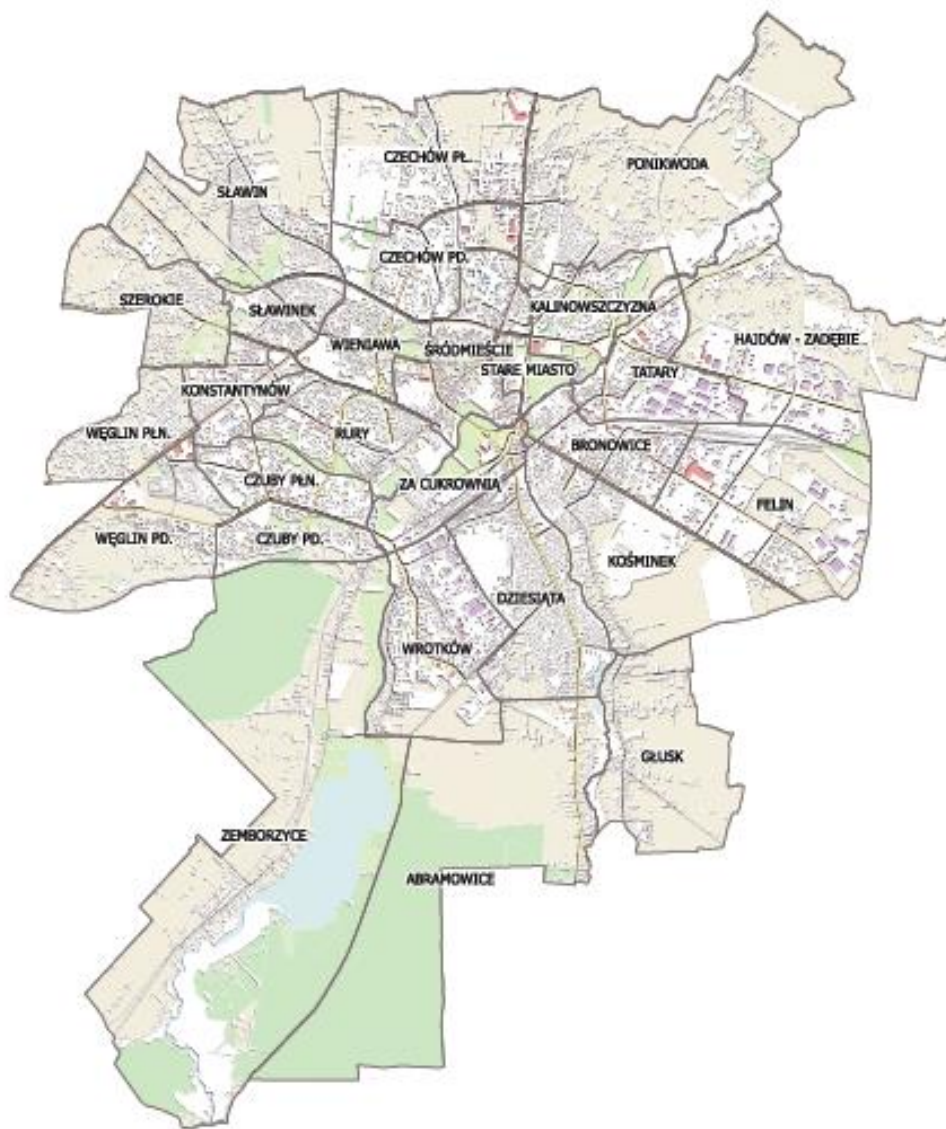 CZECHÓW PŁ.
PONIKWODA
SŁAWIN
CZECHÓW PD.
SZEROKIE
SŁAWINEK
KALINOWSZCZYZNA
WIENIAWA
ŚRÓDMIEŚCIE
HAJDÓW - ZADĘBIE
STARE MIASTO
TATARY
KONSTANTYNÓW
WĘGLIN PŁN.
RURY
BRONOWICE
CZUBY PŁN.
ZA CUKROWNIĄ
FELIN
WĘGLIN PD.
CZUBY PD.
KOŚMINEK
DZIESIĄTA
WROTKÓW
GŁUSK
ZEMBORZYCE
ABRAMOWICE